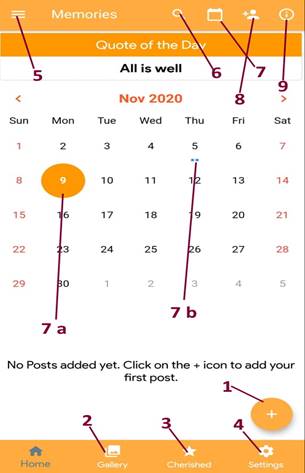 Memories
5
6
7
8
9
Quote of the Day
All is well
< Nov 2020 >
Sun Mon Tue Wed Thu Fri Sat
1 2 3 4 5 6 7
8 9 10 11 12 13 14
15 16 17 18 19 20 21
22 23 24 25 26 27 28
29 30 1 2 3 4 5
7 a
7 b
No Posts added yet. Click on the + icon to add your
first post.
1
+
2
3
4
Home Gallery Cherished Settings